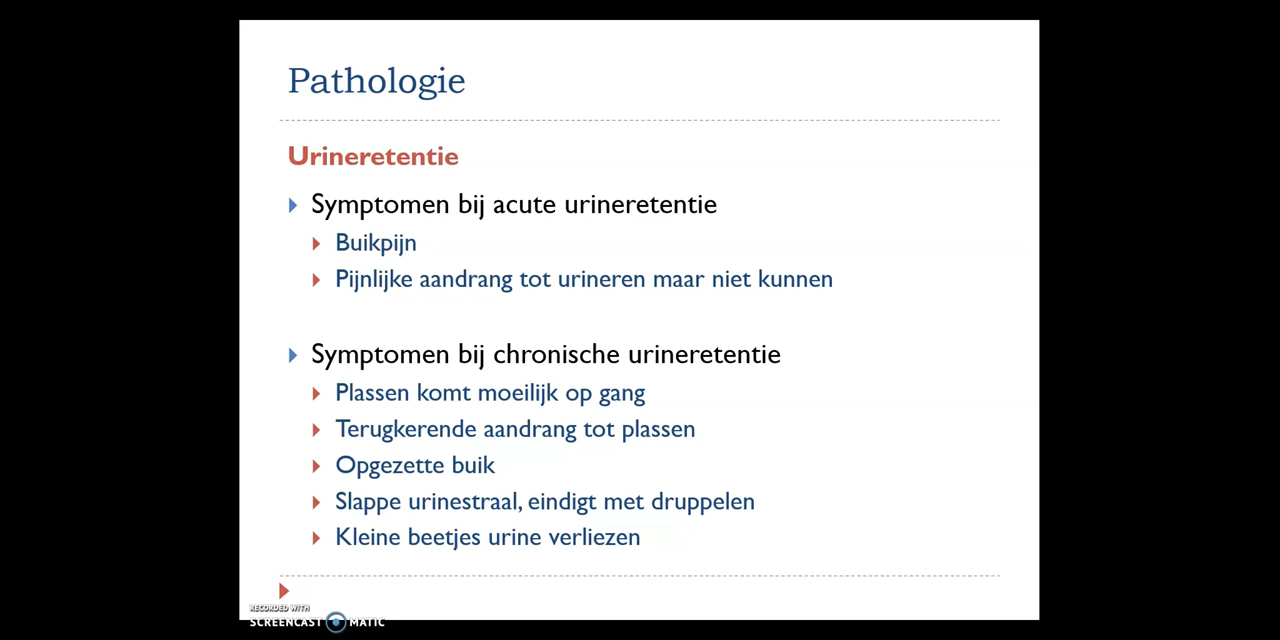 Pathologie
Urineretentie
Symptomen bij acute urineretentie
Buikpijn
Pijnlijke aandrang tot urineren maar niet kunnen
Symptomen bij chronische urineretentie
Plassen komt moeilijk op gang
Terugkerende aandrang tot plassen
Opgezette buik
Slappe urinestraal, eindigt met druppelen
Kleine beetjes urine verliezen
RECORDED WITH
SCREENCAST MATIC